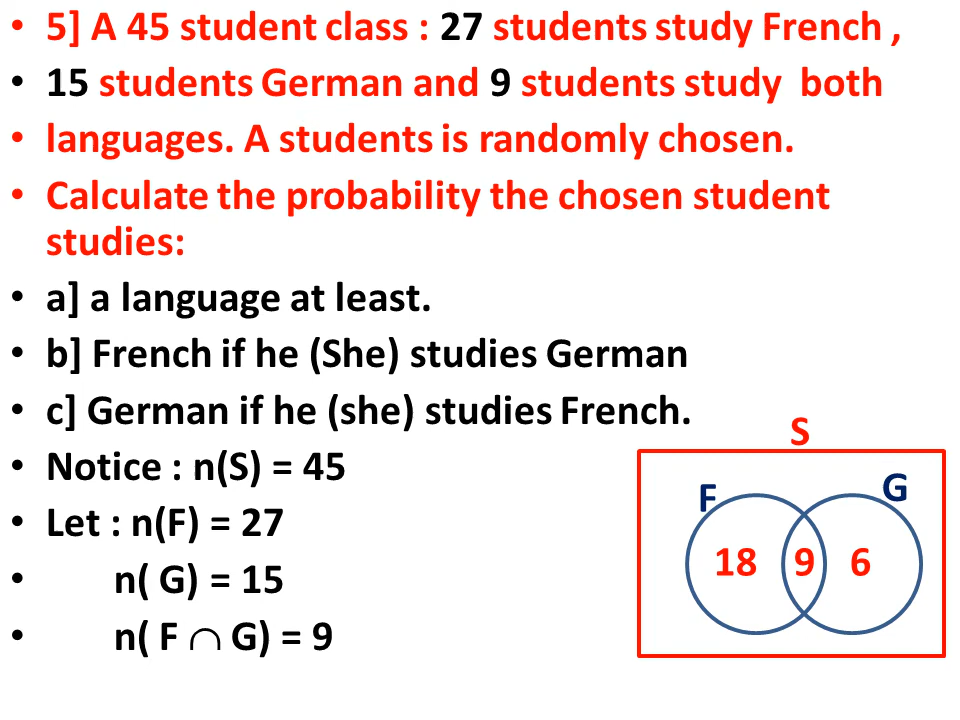 • 5] A 45 student class : 27 students study French ,
• 15 students German and 9 students study both
• languages. A students is randomly chosen.
• Calculate the probability the chosen student
studies:
• a] a language at least.
• b] French if he (She) studies German
• c] German if he (she) studies French.
S
• Notice : n(S) = 45
F G
• Let : n(F) = 27
18 9 6
• n( G) = 15
• n( F ∩ G) = 9